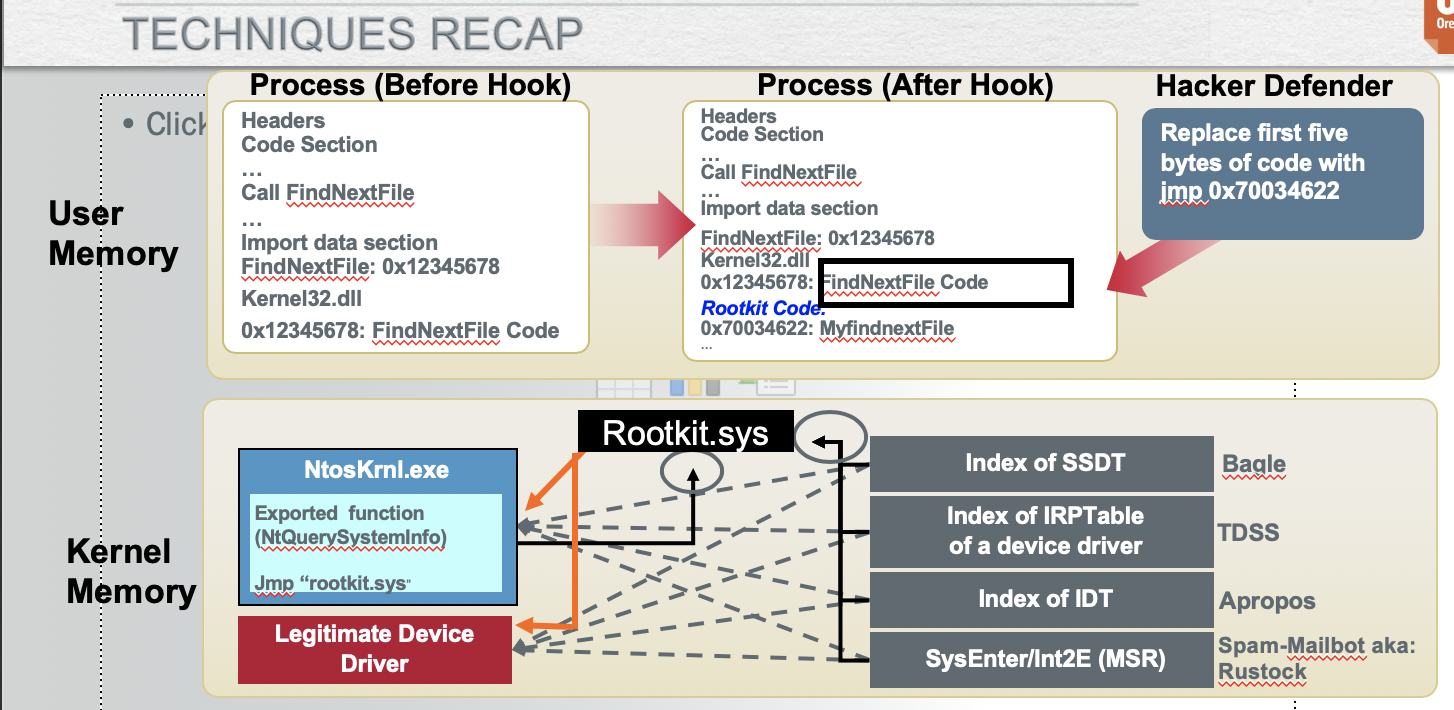 TECHNIQUES RECAP
Ore
• Click
User
Memory
Process (Before Hook)
Headers
Code Section
...
Call FindNextFile
...
Import data section
FindNextFile: 0x12345678
Kernel32.dll
0x12345678: FindNextFile Code
Process (After Hook)
Headers
Code Section
...
Call FindNextFile
...
Import data section
FindNextFile: 0x12345678
Kernel32.dll
0x12345678: FindNextFile Code
Rootkit Code:
0x70034622: MyfindnextFile
...
Hacker Defender
Replace first five
bytes of code with
jmp 0x70034622
Kernel
Memory
Rootkit.sys
NtosKrnl.exe
Exported function
(NtQuerySystemInfo)
Jmp “rootkit.sys”
Legitimate Device
Driver
Index of SSDT
Bagle
Index of IRPTable
of a device driver
TDSS
Index of IDT
Apropos
SysEnter/Int2E (MSR)
Spam-Mailbot aka:
Rustock